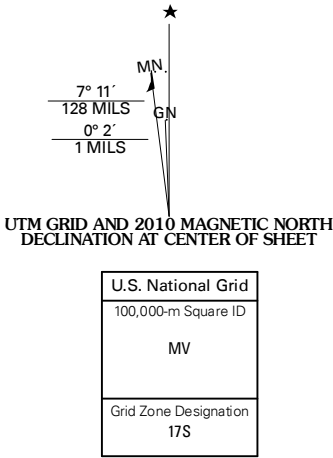 MN.
7° 11´
128 MILS
GN
0° 2´
1 MILS
UTM GRID AND 2010 MAGNETIC NORTH
DECLINATION AT CENTER OF SHEET
U.S. National Grid
100,000-m Square ID
MV
Grid Zone Designation
17S